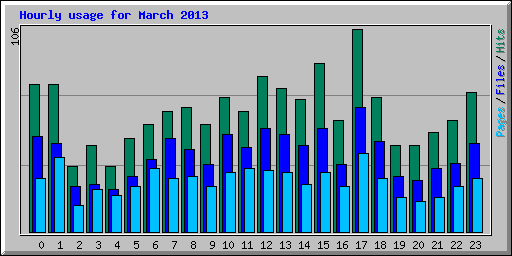 Hourly usage for March 2013
106
Pages/Files/Hits
0 1 2 3 4 5 6 7 8 9 10 11 12 13 14 15 16 17 18 19 20 21 22 23